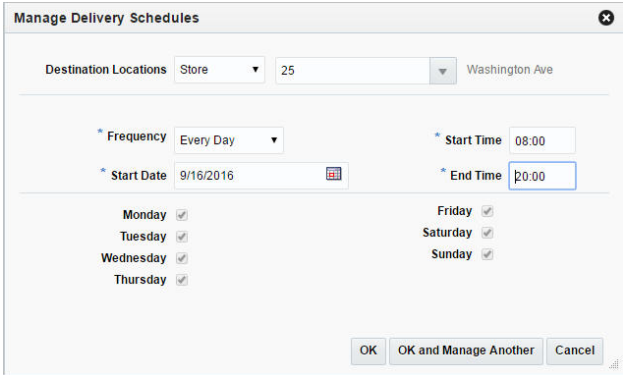 Manage Delivery Schedules
Destination Locations Store 25 Washington Ave
* Frequency Every Day * Start Time 08:00
* Start Date 9/16/2016 * End Time 20:00
Monday Friday
Tuesday Saturday
Wednesday Sunday
Thursday
OK OK and Manage Another Cancel